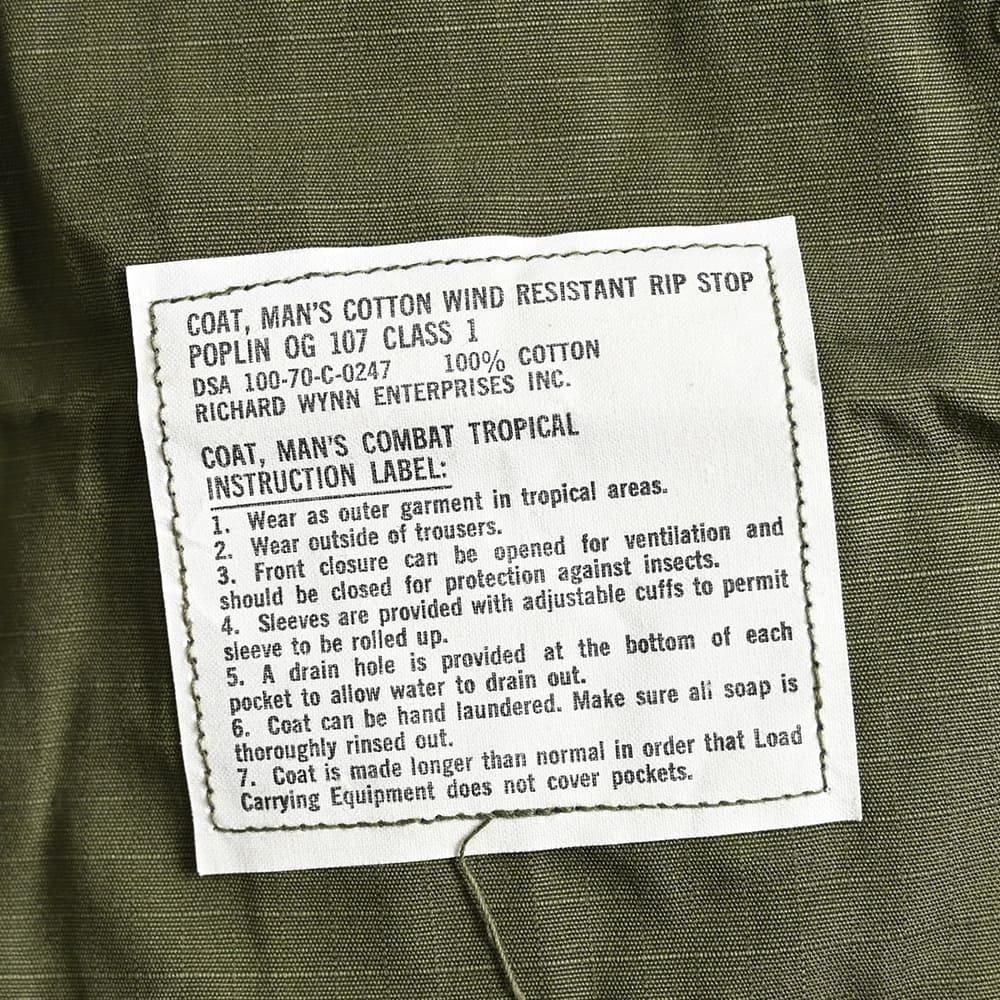 COAT, MAN'S COTTON WIND RESISTANT RIP STOP
POPLIN OG 107 CLASS 1
DSA 100-70-C-0247 100% COTTON
RICHARD WYNN ENTERPRISES INC.
COAT, MAN'S COMBAT TROPICAL
INSTRUCTION LABEL:
1. Wear as outer garment in tropical areas.
2. Wear outside of trousers.
3. Front closure can be opened for ventilation and
should be closed for protection against insects.
4. Sleeves are provided with adjustable cuffs to permit
sleeve to be rolled up.
5. A drain hole is provided at the bottom of each
pocket to allow water to drain out.
6. Coat can be hand laundered. Make sure all soap is
thoroughly rinsed out.
7. Coat is made longer than normal in order that Load
Carrying Equipment does not cover pockets.